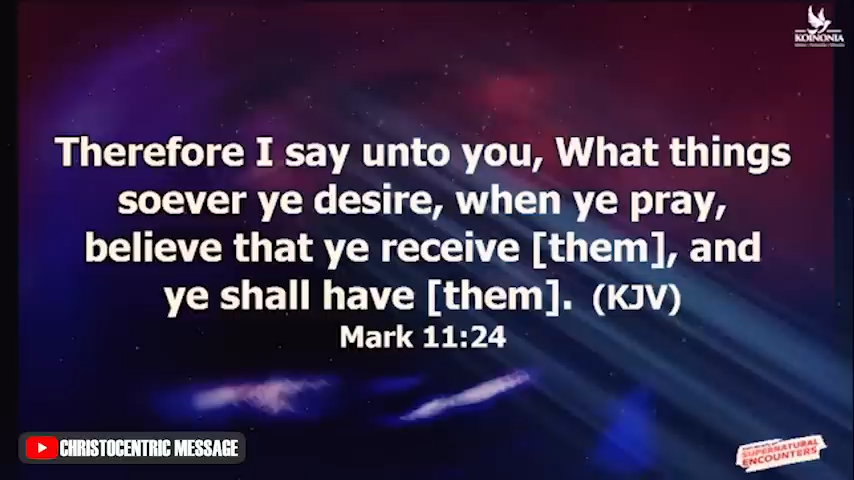 KOINONIA
Therefore I say unto you, What things
soever ye desire, when ye pray,
believe that ye receive [them], and
ye shall have [them]. (KJV)
Mark 11:24
CHRISTOCENTRIC MESSAGE
SUPERNATURAL
ENCOUNTERS